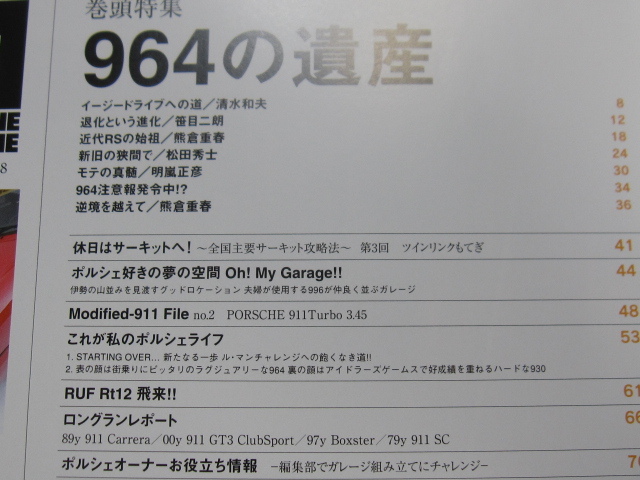 巻頭特集
964の遺産
イージードライブへの道／清水和夫 8
退化という進化／笹目二朗 12
近代RSの始祖／熊倉重春 18
新旧の狭間で／松田秀士 24
モテの真髄／明嵐正彦 30
964注意報発令中!? 34
逆境を越えて／熊倉重春 36
休日はサーキットへ! 〜全国主要サーキット攻略法〜 第3回 ツインリンクもてぎ 41
ポルシェ好きの夢の空間 Oh! My Garage!! 44
伊勢の山並みを見渡すグッドロケーション 夫婦が使用する996が仲良く並ぶガレージ
Modified-911 File no.2 PORSCHE 911Turbo 3.45 48
これが私のポルシェライフ 53
1. STARTING OVER… 新たなる一歩 ル・マンチャレンジへの飽くなき道!!
2. 表の顔は街乗りにピッタリのラグジュアリーな964 裏の顔はアイドラーズゲームスで好成績を重ねるハードな930
RUF Rt12 飛来!! 61
ロングランレポート 66
89y 911 Carrera／00y 911 GT3 ClubSport／97y Boxster／79y 911 SC
ポルシェオーナーお役立ち情報 −編集部でガレージ組み立てにチャレンジ−